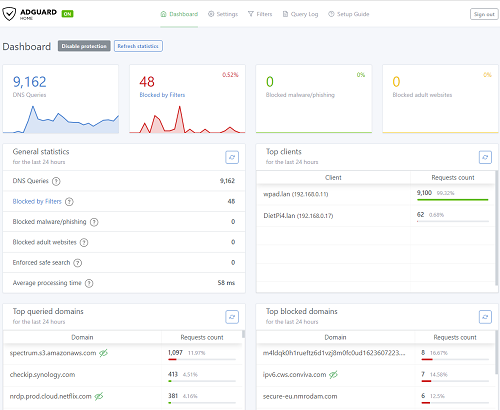 ADGUARD ON
HOME
Dashboard Settings Filters Query Log Setup Guide Sign out
Dashboard Disable protection Refresh statistics
9,162
DNS Queries
48 0.52%
Blocked by Filters
0 0%
Blocked malware/phishing
0 0%
Blocked adult websites
General statistics
for the last 24 hours
DNS Queries ? 9,162
Blocked by Filters ? 48
Blocked malware/phishing ? 0
Blocked adult websites ? 0
Enforced safe search ? 0
Average processing time ? 58 ms
Top clients
for the last 24 hours
Client Requests count
wpad.lan (192.168.0.11) 9,100 99.22%
DietPi4.lan (192.168.0.17) 62 0.68%
Top queried domains
for the last 24 hours
Domain Requests count
spectrum.s3.amazonaws.com 1,097 11.97%
checkip.synology.com 413 4.51%
nrdp.prod.cloud.netflix.com 381 4.16%
Top blocked domains
for the last 24 hours
Domain Requests count
8 16.67%
ipv6.cws.conviva.com 7 14.58%
secure-eu.nmrodam.com 6 12.5%